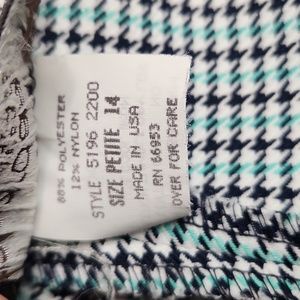 88% POLYESTER
12% NYLON
STYLE 5196 2200
SIZE PETITE 14
MADE IN USA
RN 66953
OVER FOR CARE